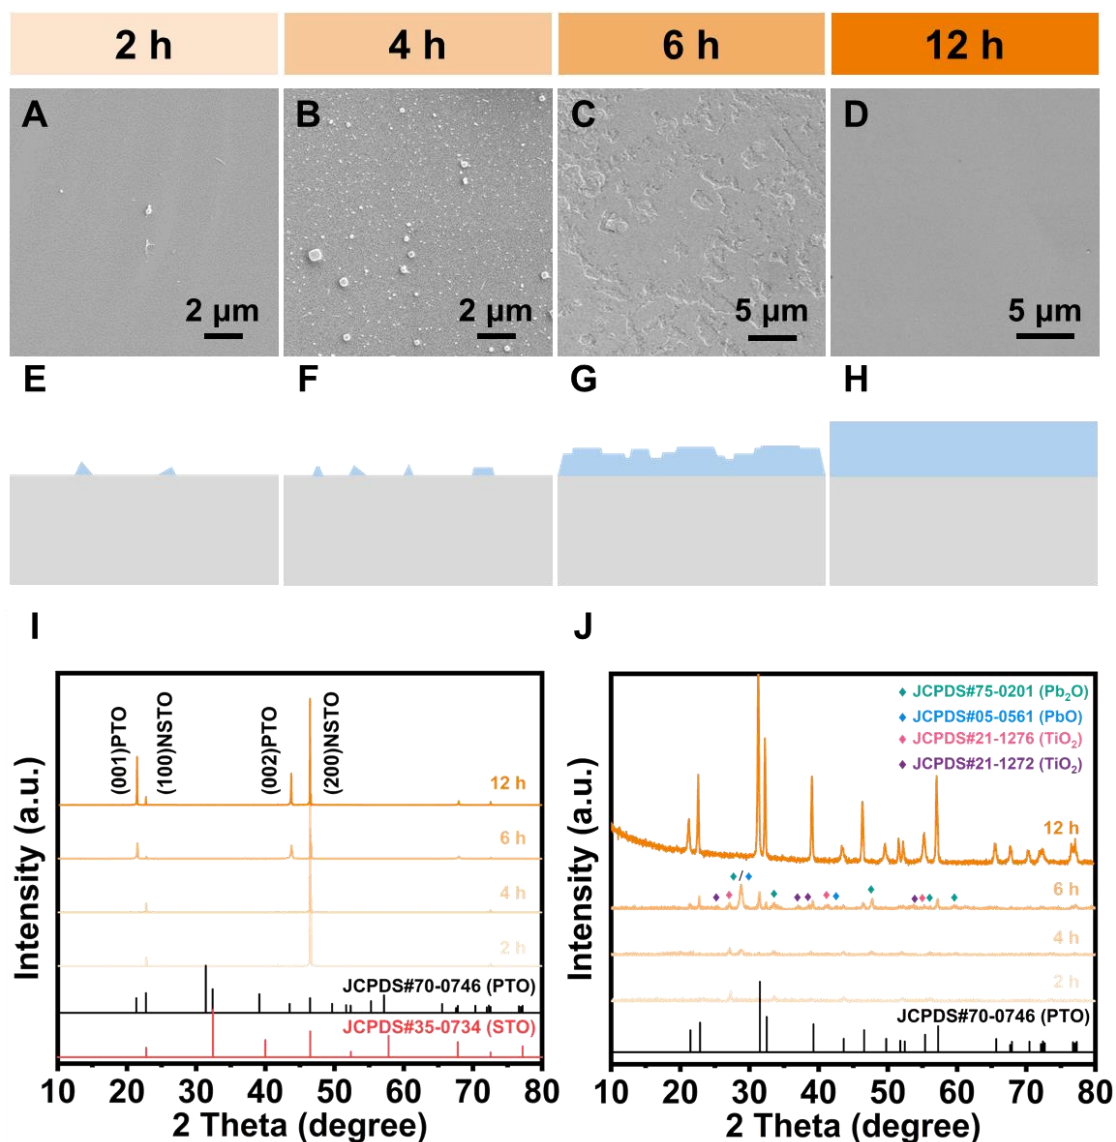 2 h
4 h
6 h
12 h
A
B
C
D
2 µm
2 µm
5 µm
5 µm
E
F
G
H
I
J
(001)PTO
(100)NSTO
(002)PTO
(200)NSTO
12 h
6 h
4 h
2 h
JCPDS#70-0746 (PTO)
JCPDS#35-0734 (STO)
Intensity (a.u.)
10 20 30 40 50 60 70 80
2 Theta (degree)
JCPDS#75-0201 (Pb₂O)
JCPDS#05-0561 (PbO)
JCPDS#21-1276 (TiO₂)
JCPDS#21-1272 (TiO₂)
12 h
/
6 h
4 h
2 h
JCPDS#70-0746 (PTO)
Intensity (a.u.)
10 20 30 40 50 60 70 80
2 Theta (degree)